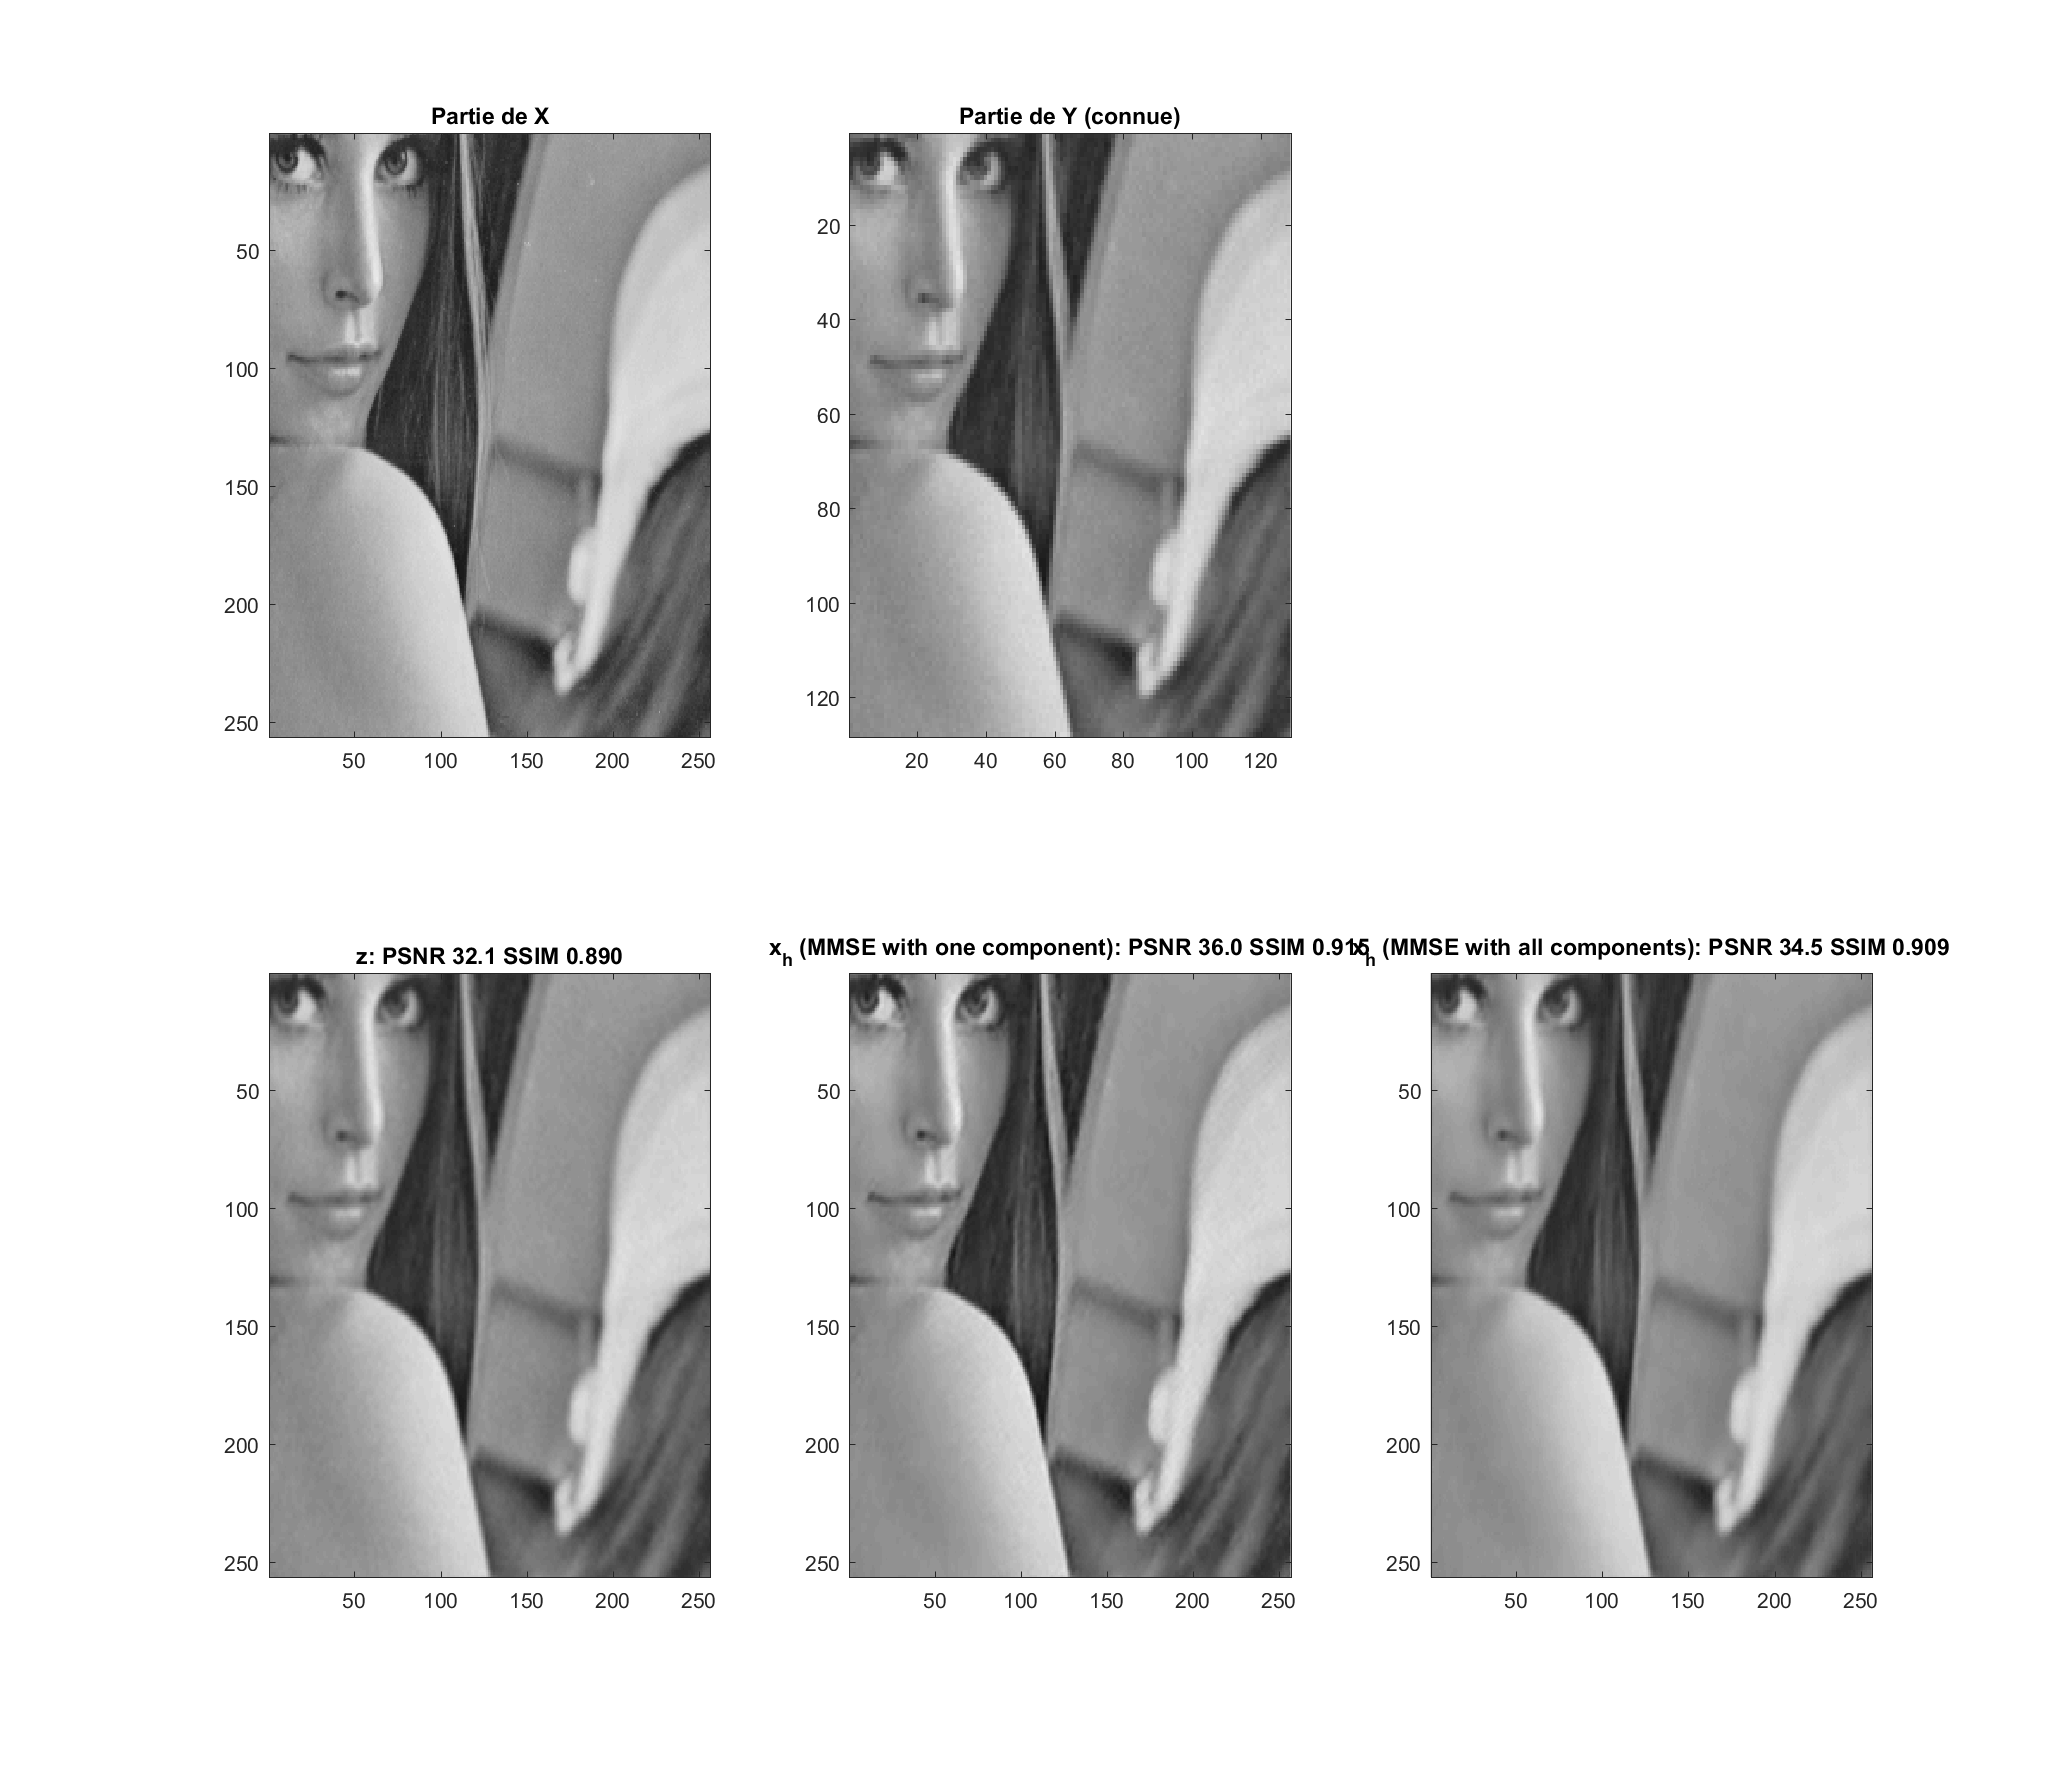 Partie de X
Partie de Y (connue)
50
100
150
200
250
50 100 150 200 250
20
40
60
80
100
120
20 40 60 80 100 120
z: PSNR 32.1 SSIM 0.890
x_h (MMSE with one component): PSNR 36.0 SSIM 0.915
x_h (MMSE with all components): PSNR 34.5 SSIM 0.909
50
100
150
200
250
50 100 150 200 250
50
100
150
200
250
50 100 150 200 250
50
100
150
200
250
50 100 150 200 250